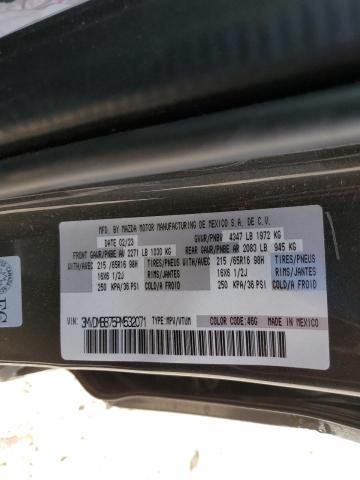 MFG. BY MAZDA MOTOR MANUFACTURING DE MEXICO S.A. DE C.V.
DATE 02/23 GVWR/PNBV 4347 LB 1972 KG
FRONT GAWR/PNBE AV 2271 LB 1030 KG REAR GAWR/PNBE AR 2083 LB 945 KG
WITH/AVEC 215 /65R16 98H TIRES/PNEUS WITH/AVEC 215 /65R16 98H TIRES/PNEUS
16X6 1/2J RIMS/JANTES 16X6 1/2J RIMS/JANTES
250 KPA/36 PSI COLD/A FROID 250 KPA/36 PSI COLD/A FROID
VIN: 3MVDMBB75PM532071 TYPE: MPV/VTUM COLOR CODE: 46G MADE IN MEXICO